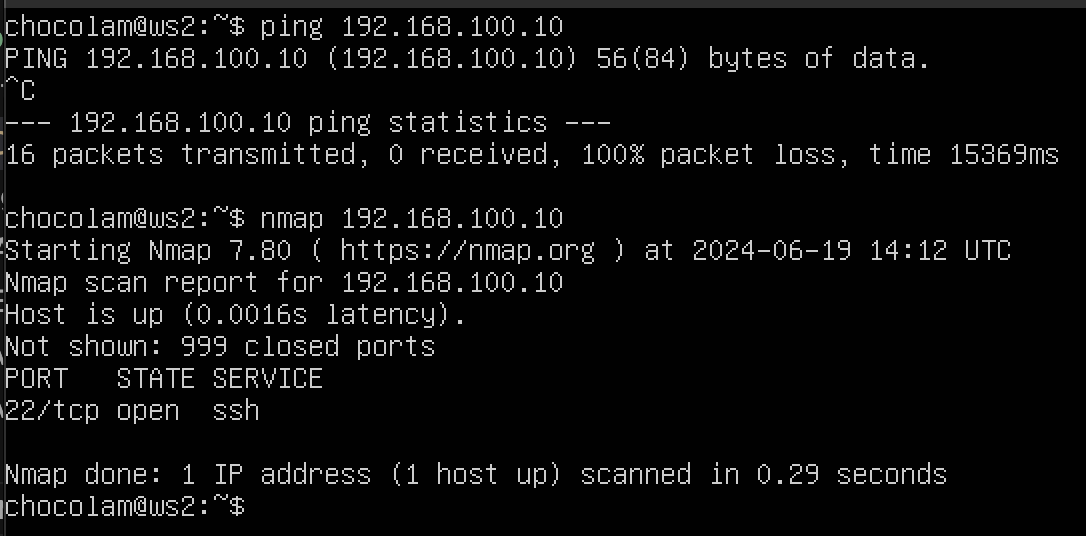 chocolam@ws2:~$ ping 192.168.100.10
PING 192.168.100.10 (192.168.100.10) 56(84) bytes of data.
^C
--- 192.168.100.10 ping statistics ---
16 packets transmitted, 0 received, 100% packet loss, time 15369ms
chocolam@ws2:~$ nmap 192.168.100.10
Starting Nmap 7.80 ( https://nmap.org ) at 2024-06-19 14:12 UTC
Nmap scan report for 192.168.100.10
Host is up (0.0016s latency).
Not shown: 999 closed ports
PORT   STATE SERVICE
22/tcp open  ssh
Nmap done: 1 IP address (1 host up) scanned in 0.29 seconds
chocolam@ws2:~$